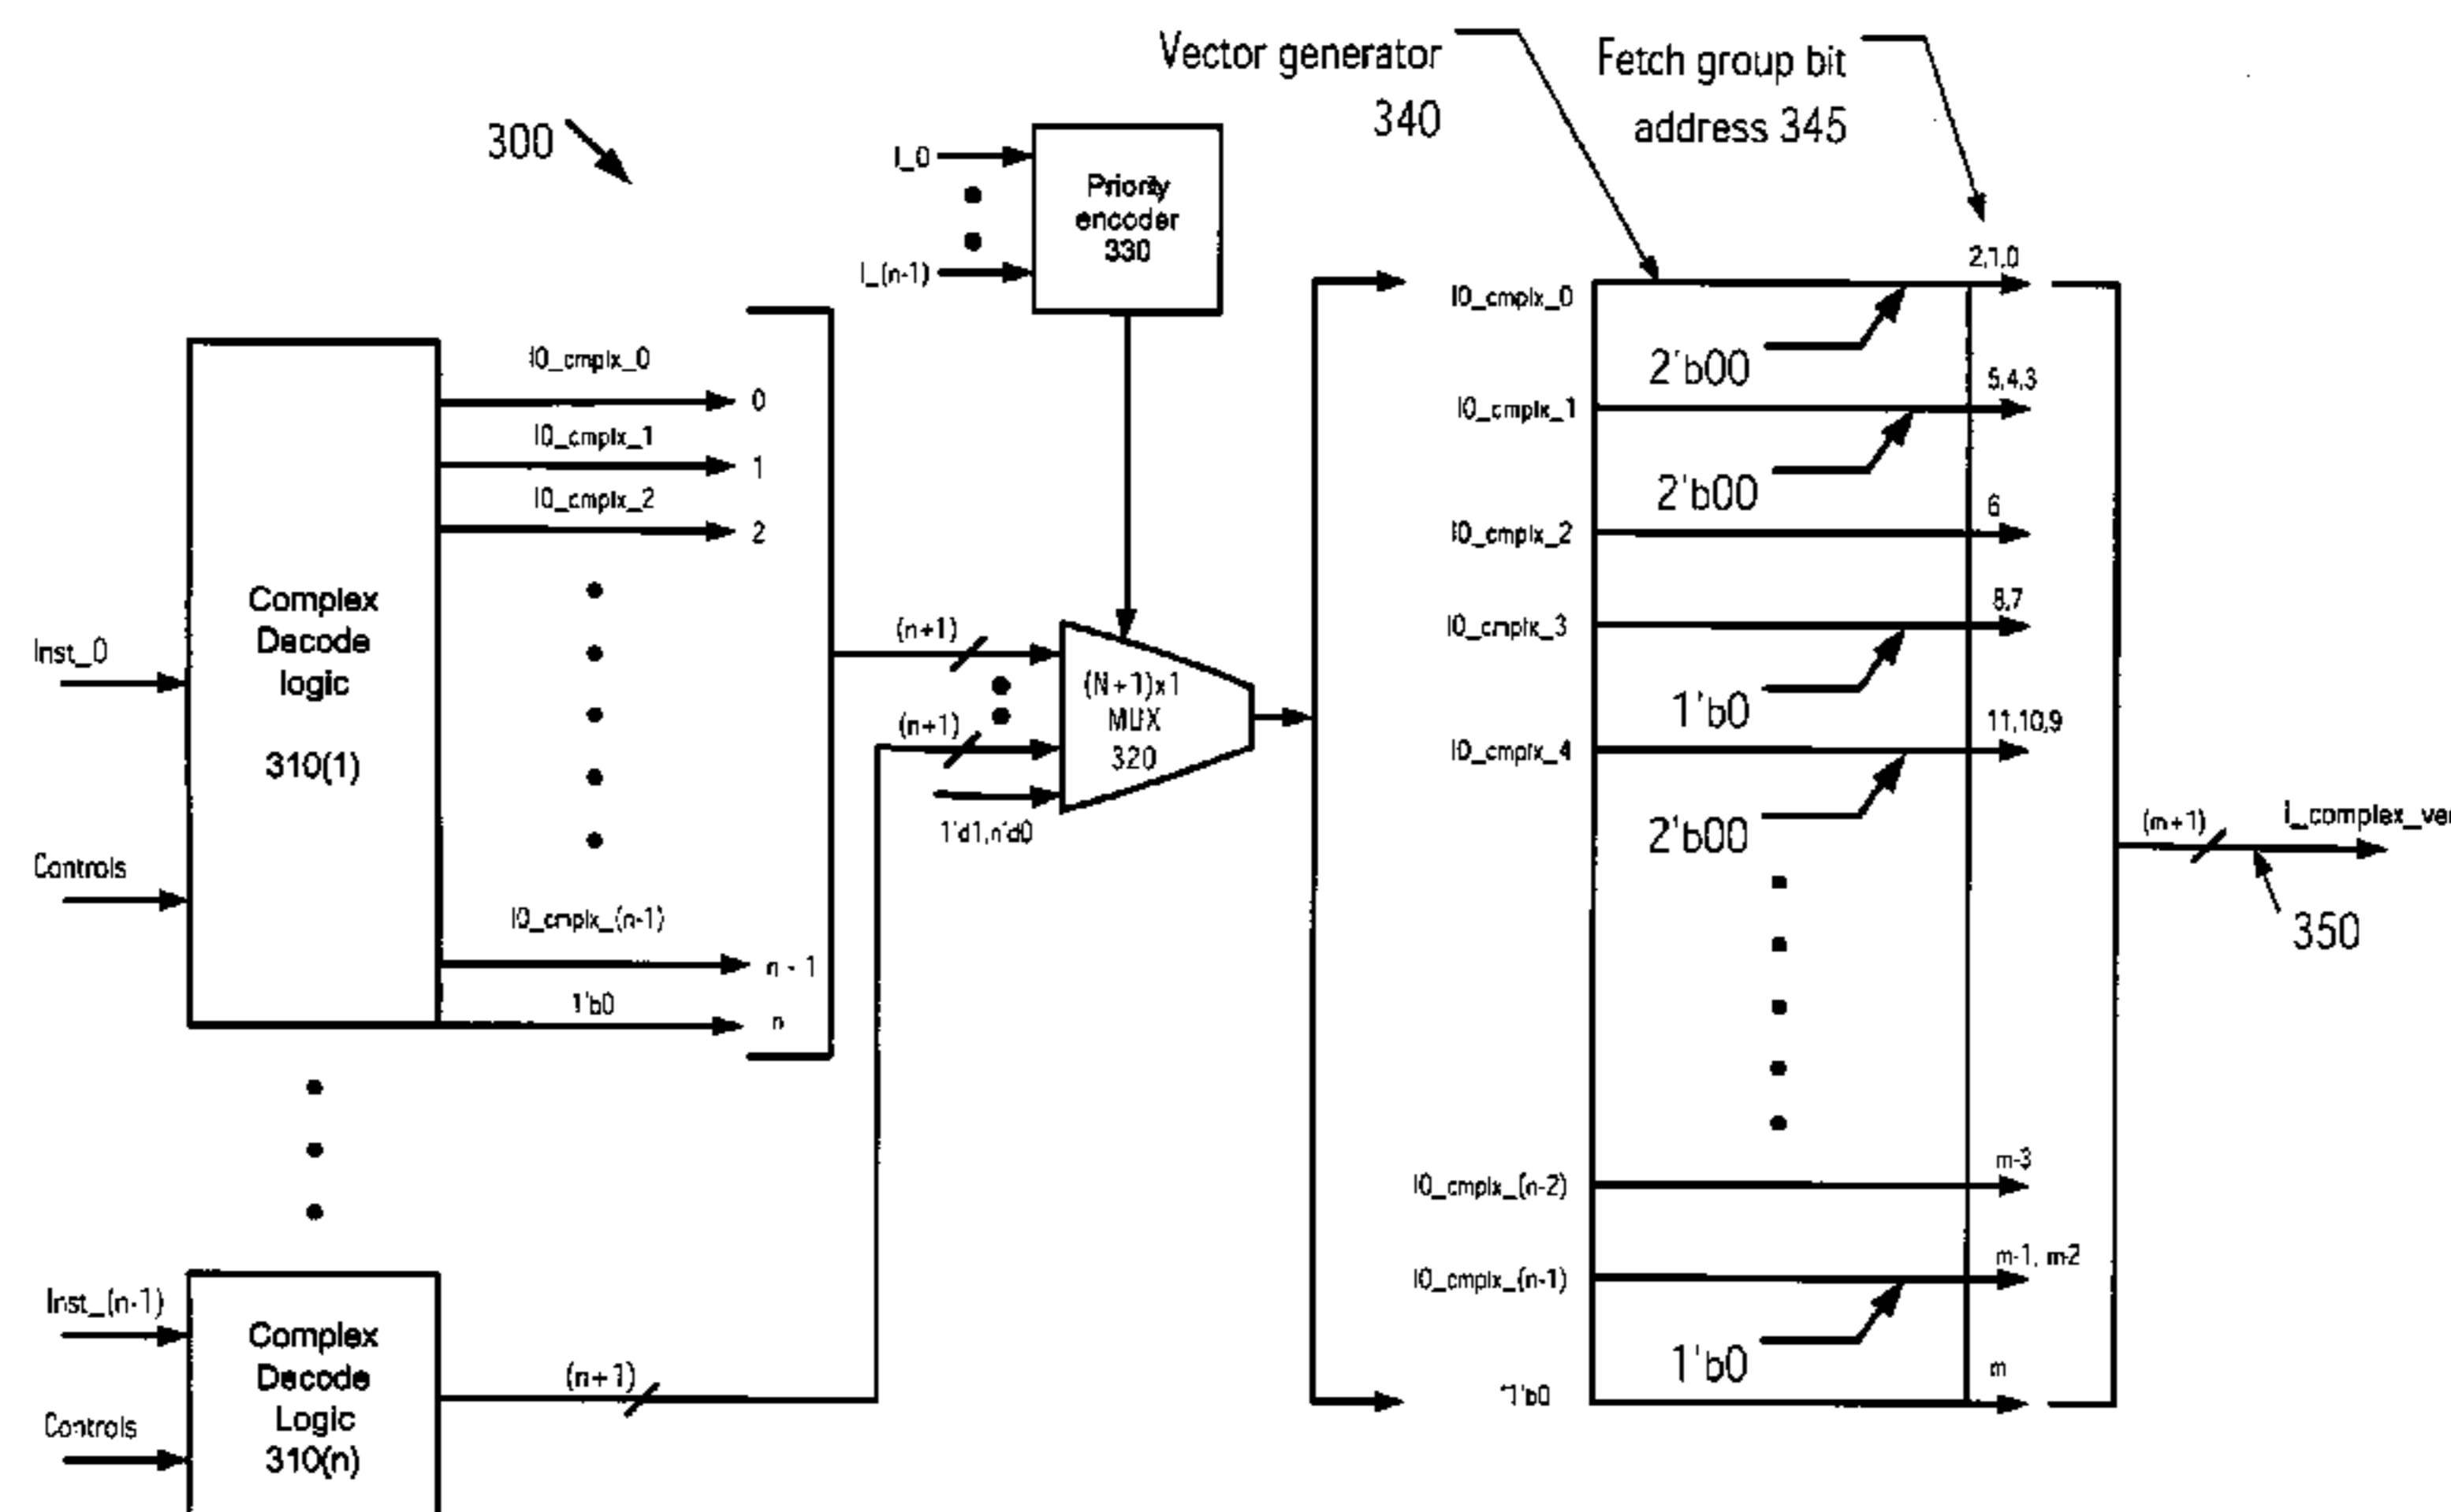 300
Vector generator
340
Fetch group bit
address 345
I_0
I_(n-1)
Priority
encoder
330
Inst_0
Controls
Complex
Decode
logic
310(1)
I0_cmplx_0
0
I0_cmplx_1
1
I0_cmplx_2
2
I0_cmplx_(n-1)
n - 1
1'b0
n
Inst_(n-1)
Controls
Complex
Decode
Logic
310(n)
(n+1)
(n+1)
(n+1)
1'd1,n'd0
(N+1)x1
MUX
320
I0_cmplx_0
2'b00
2,1,0
I0_cmplx_1
2'b00
5,4,3
I0_cmplx_2
6
I0_cmplx_3
1'b0
8,7
I0_cmplx_4
2'b00
11,10,9
I0_cmplx_(n-2)
m-3
I0_cmplx_(n-1)
1'b0
m-1, m-2
1'b0
m
(m+1)
350